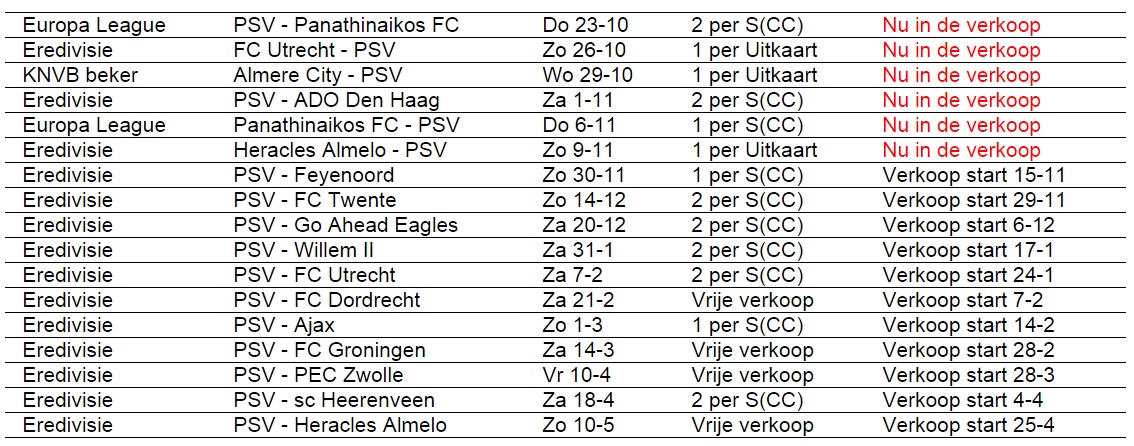 Europa League PSV - Panathinaikos FC Do 23-10 2 per S(CC) Nu in de verkoop
Eredivisie FC Utrecht - PSV Zo 26-10 1 per Uitkaart Nu in de verkoop
KNVB beker Almere City - PSV Wo 29-10 1 per Uitkaart Nu in de verkoop
Eredivisie PSV - ADO Den Haag Za 1-11 2 per S(CC) Nu in de verkoop
Europa League Panathinaikos FC - PSV Do 6-11 1 per S(CC) Nu in de verkoop
Eredivisie Heracles Almelo - PSV Zo 9-11 1 per Uitkaart Nu in de verkoop
Eredivisie PSV - Feyenoord Zo 30-11 1 per S(CC) Verkoop start 15-11
Eredivisie PSV - FC Twente Zo 14-12 2 per S(CC) Verkoop start 29-11
Eredivisie PSV - Go Ahead Eagles Za 20-12 2 per S(CC) Verkoop start 6-12
Eredivisie PSV - Willem II Za 31-1 2 per S(CC) Verkoop start 17-1
Eredivisie PSV - FC Utrecht Za 7-2 2 per S(CC) Verkoop start 24-1
Eredivisie PSV - FC Dordrecht Za 21-2 Vrije verkoop Verkoop start 7-2
Eredivisie PSV - Ajax Zo 1-3 1 per S(CC) Verkoop start 14-2
Eredivisie PSV - FC Groningen Za 14-3 Vrije verkoop Verkoop start 28-2
Eredivisie PSV - PEC Zwolle Vr 10-4 Vrije verkoop Verkoop start 28-3
Eredivisie PSV - sc Heerenveen Za 18-4 2 per S(CC) Verkoop start 4-4
Eredivisie PSV - Heracles Almelo Zo 10-5 Vrije verkoop Verkoop start 25-4